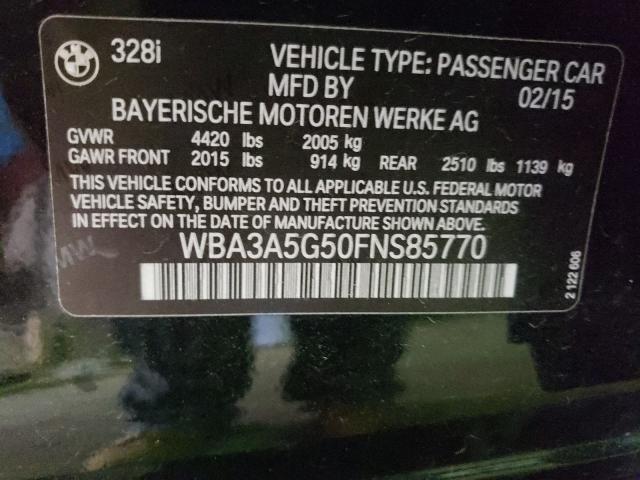 BMW 328i VEHICLE TYPE: PASSENGER CAR
MFD BY 02/15
BAYERISCHE MOTOREN WERKE AG
GVWR 4420 lbs 2005 kg
GAWR FRONT 2015 lbs 914 kg REAR 2510 lbs 1139 kg
THIS VEHICLE CONFORMS TO ALL APPLICABLE U.S. FEDERAL MOTOR
VEHICLE SAFETY, BUMPER AND THEFT PREVENTION STANDARDS
IN EFFECT ON THE DATE OF MANUFACTURE SHOWN ABOVE.
WBA3A5G50FNS85770
2 122 606